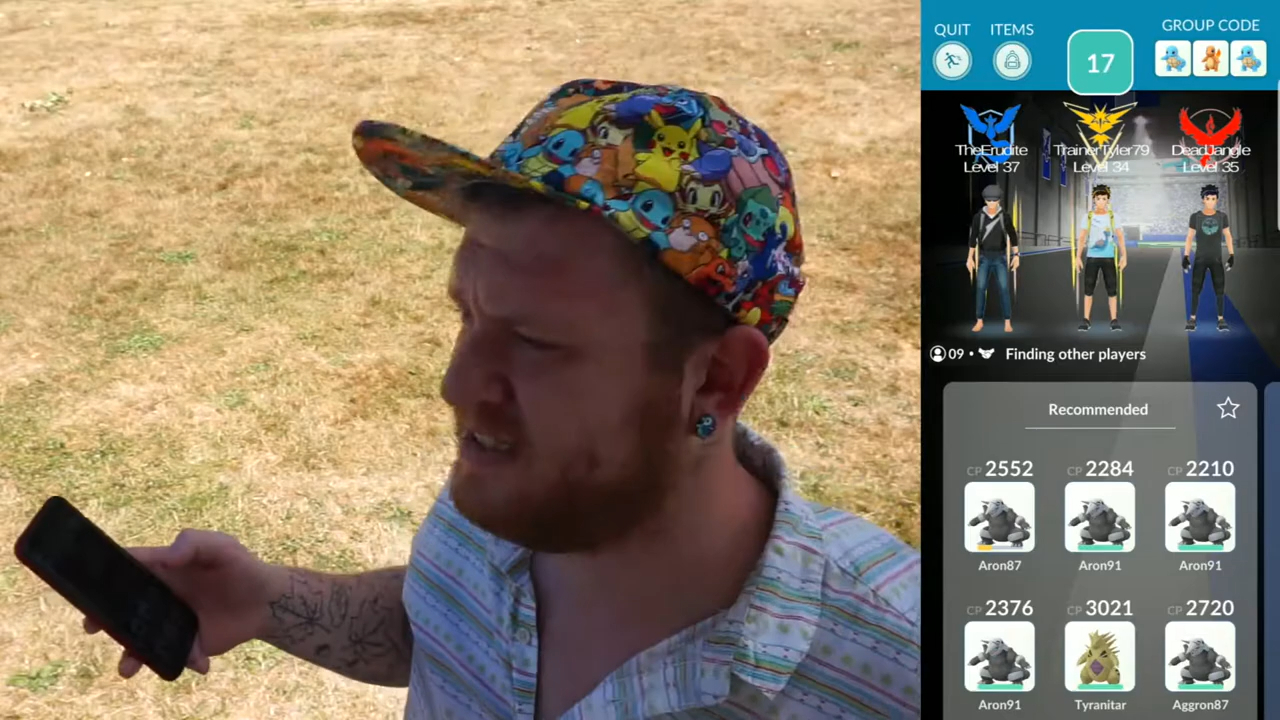 QUIT ITEMS 17 GROUP CODE
TheErudite TrainerTyler79 DeadJangle
Level 37 Level 34 Level 35
09 • Finding other players
Recommended
CP 2552 CP 2284 CP 2210
Aron87 Aron91 Aron91
CP 2376 CP 3021 CP 2720
Aron91 Tyranitar Aggron87